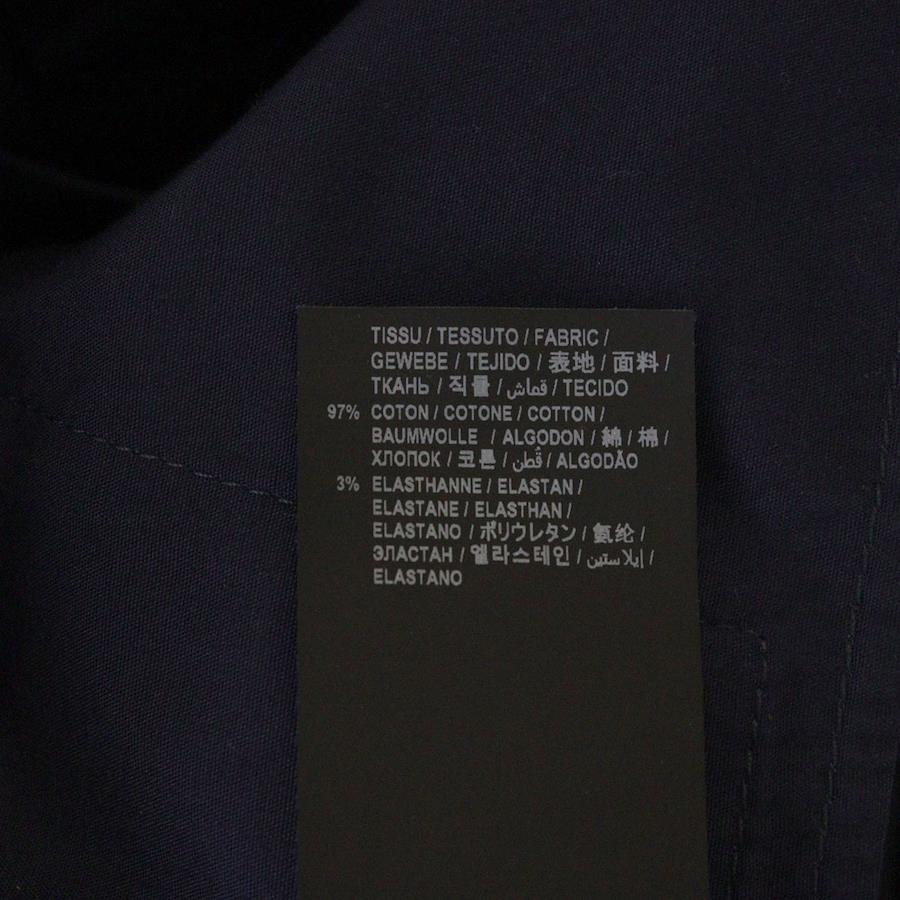 TISSU / TESSUTO / FABRIC /
GEWEBE / TEJIDO / 表地 / 面料 /
ТКАНЬ / 직물 / قماش / TECIDO
97% COTON / COTONE / COTTON /
BAUMWOLLE / ALGODON / 綿 / 棉 /
ХЛОПОК / 코튼 / قُطن / ALGODÃO
3% ELASTHANNE / ELASTAN /
ELASTANE / ELASTHAN /
ELASTANO / ポリウレタン / 氨纶 /
ЭЛАСТАН / 엘라스테인 / إيلاستين /
ELASTANO